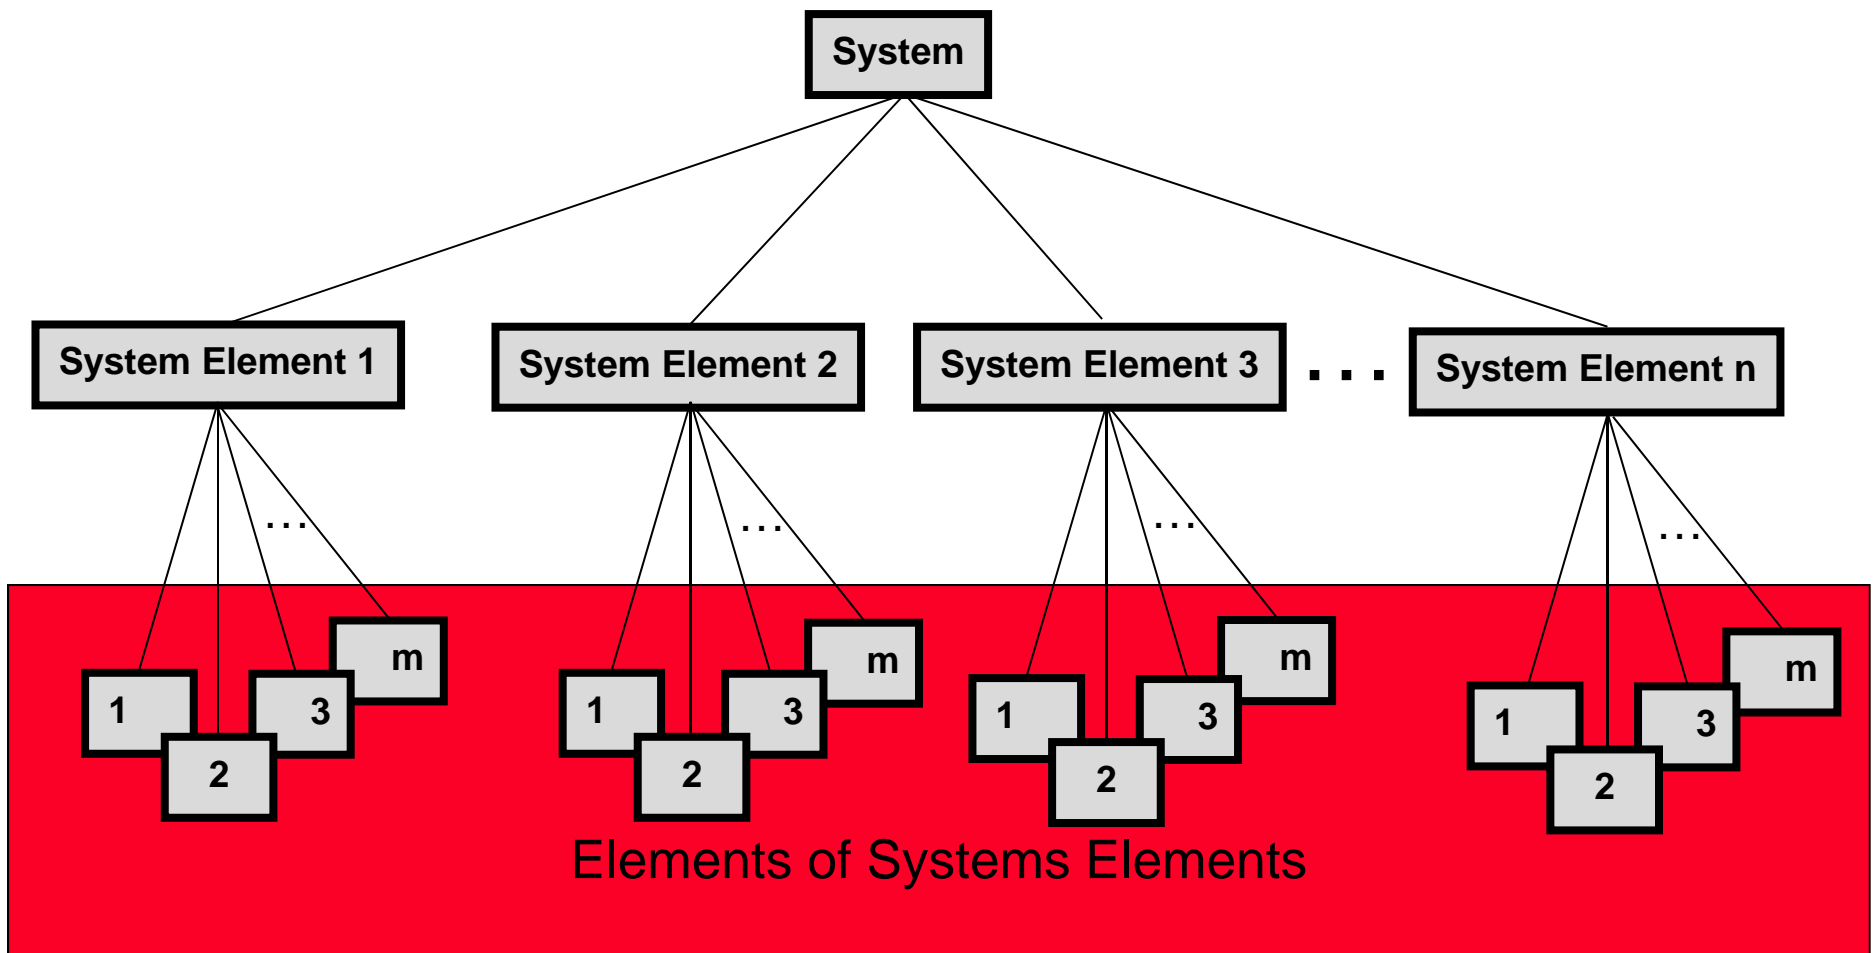 System
System Element 1
System Element 2
System Element 3
...
System Element n
...
...
...
...
1
2
3
m
1
2
3
m
1
2
3
m
1
2
3
m
Elements of Systems Elements